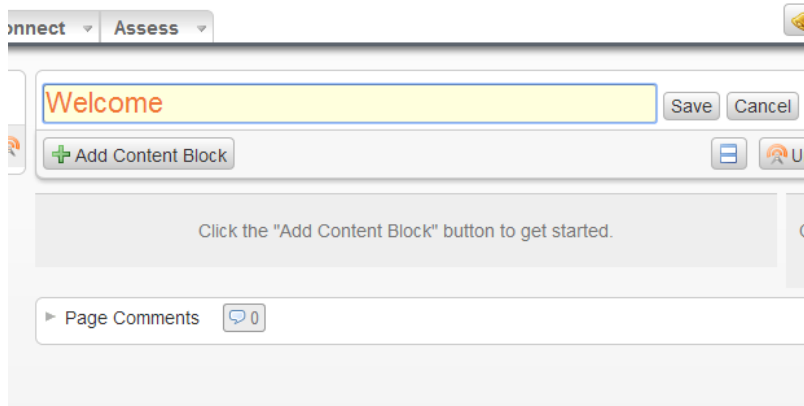 onnect Assess
Welcome Save Cancel
Add Content Block U
Click the "Add Content Block" button to get started.
Page Comments 0